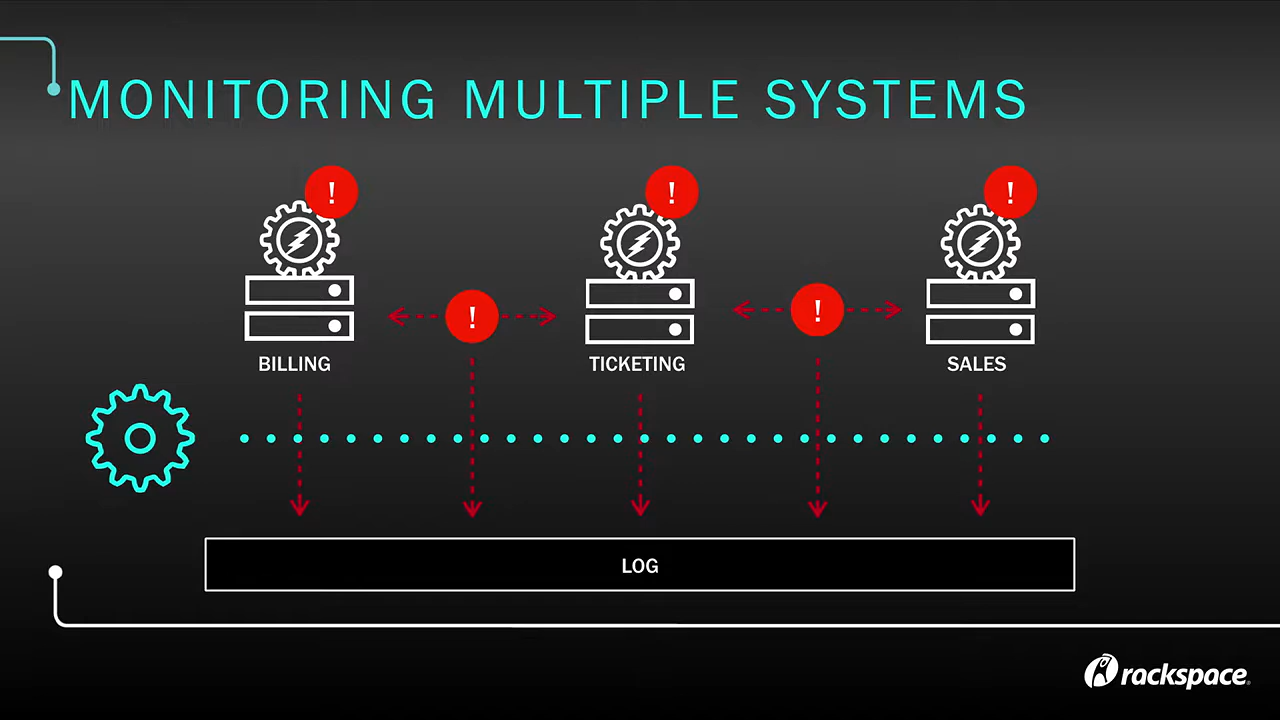 MONITORING MULTIPLE SYSTEMS
! ! !
! !
BILLING TICKETING SALES
LOG
rackspace®